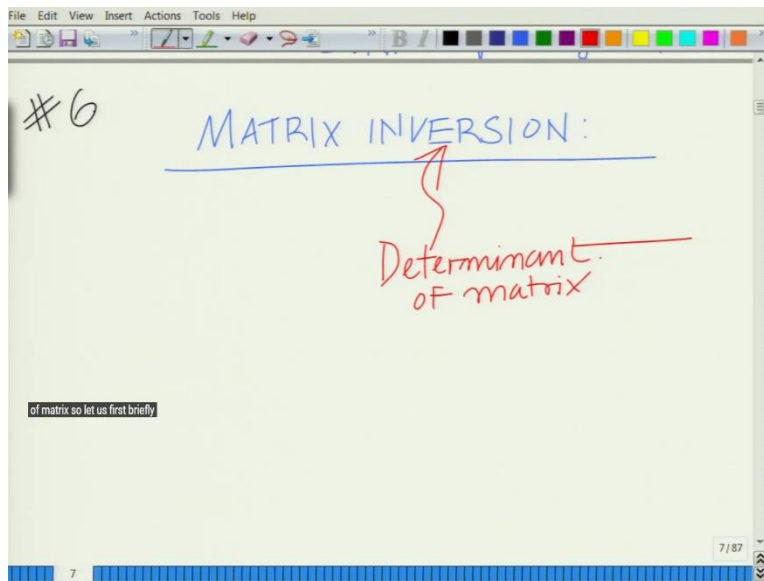 File Edit View Insert Actions Tools Help
B I
#6
MATRIX INVERSION:
Determinant.
of matrix
of matrix so let us first briefly
7/87
7